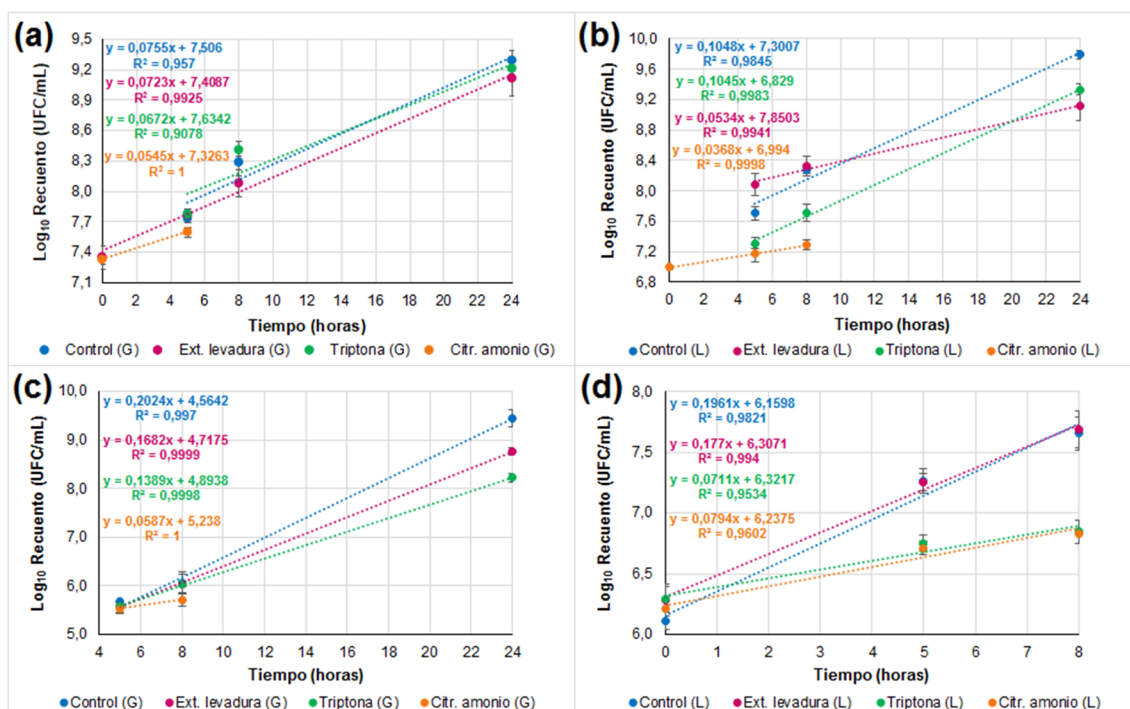 (a)
Log10 Recuento (UFC/mL)
9,5
9,2
8,9
8,6
8,3
8,0
7,7
7,4
7,1
y = 0,0755x + 7,506
R² = 0,957
y = 0,0723x + 7,4087
R² = 0,9925
y = 0,0672x + 7,6342
R² = 0,9078
y = 0,0545x + 7,3263
R² = 1
0 2 4 6 8 10 12 14 16 18 20 22 24
Tiempo (horas)
Control (G) Ext. levadura (G) Triptona (G) Citr. amonio (G)
(b)
Log10 Recuento (UFC/mL)
10,0
9,6
9,2
8,8
8,4
8,0
7,6
7,2
6,8
y = 0,1048x + 7,3007
R² = 0,9845
y = 0,1045x + 6,829
R² = 0,9983
y = 0,0534x + 7,8503
R² = 0,9941
y = 0,0368x + 6,994
R² = 0,9998
0 2 4 6 8 10 12 14 16 18 20 22 24
Tiempo (horas)
Control (L) Ext. levadura (L) Triptona (L) Citr. amonio (L)
(c)
Log10 Recuento (UFC/mL)
10,0
9,0
8,0
7,0
6,0
5,0
y = 0,2024x + 4,5642
R² = 0,997
y = 0,1682x + 4,7175
R² = 0,9999
y = 0,1389x + 4,8938
R² = 0,9998
y = 0,0587x + 5,238
R² = 1
4 6 8 10 12 14 16 18 20 22 24
Tiempo (horas)
Control (G) Ext. levadura (G) Triptona (G) Citr. amonio (G)
(d)
Log10 Recuento (UFC/mL)
8,0
7,5
7,0
6,5
6,0
y = 0,1961x + 6,1598
R² = 0,9821
y = 0,177x + 6,3071
R² = 0,994
y = 0,0711x + 6,3217
R² = 0,9534
y = 0,0794x + 6,2375
R² = 0,9602
0 1 2 3 4 5 6 7 8
Tiempo (horas)
Control (L) Ext. levadura (L) Triptona (L) Citr. amonio (L)